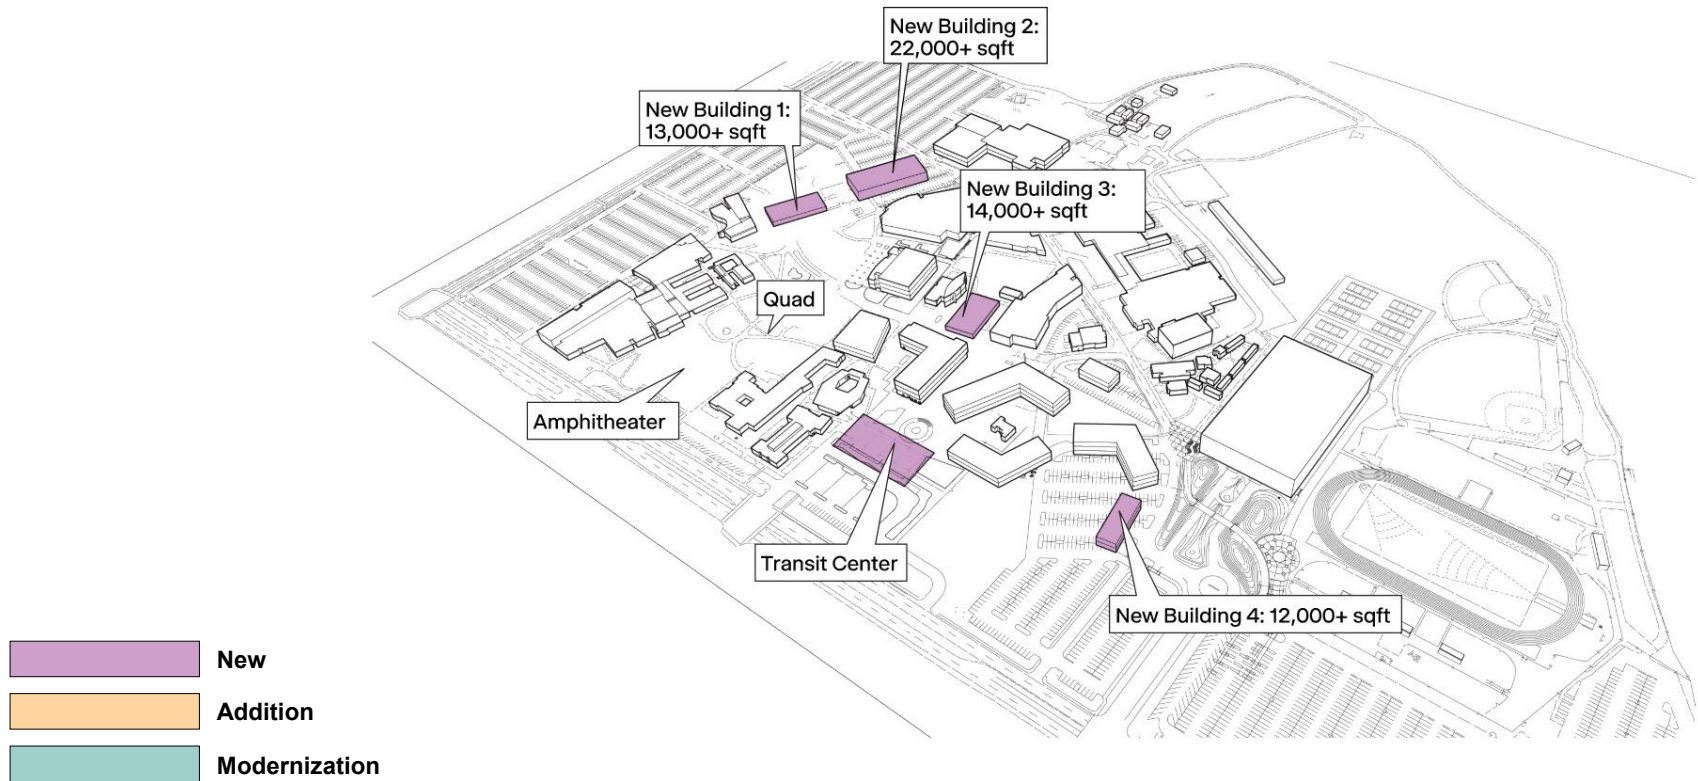 New Building 2:
22,000+ sqft
New Building 1:
13,000+ sqft
New Building 3:
14,000+ sqft
Quad
Amphitheater
Transit Center
New Building 4: 12,000+ sqft
New
Addition
Modernization